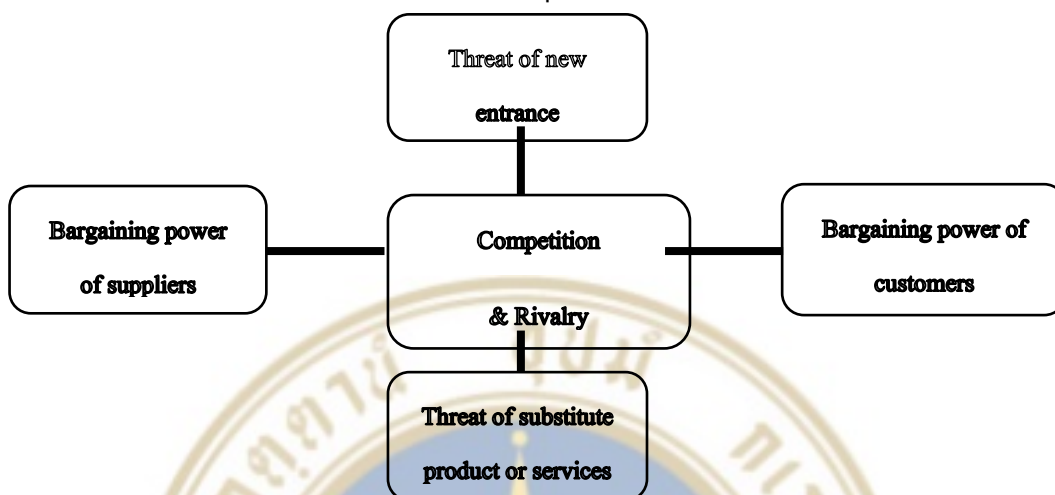 Threat of new
entrance
Bargaining power
of suppliers
Competition
& Rivalry
Bargaining power of
customers
Threat of substitute
product or services